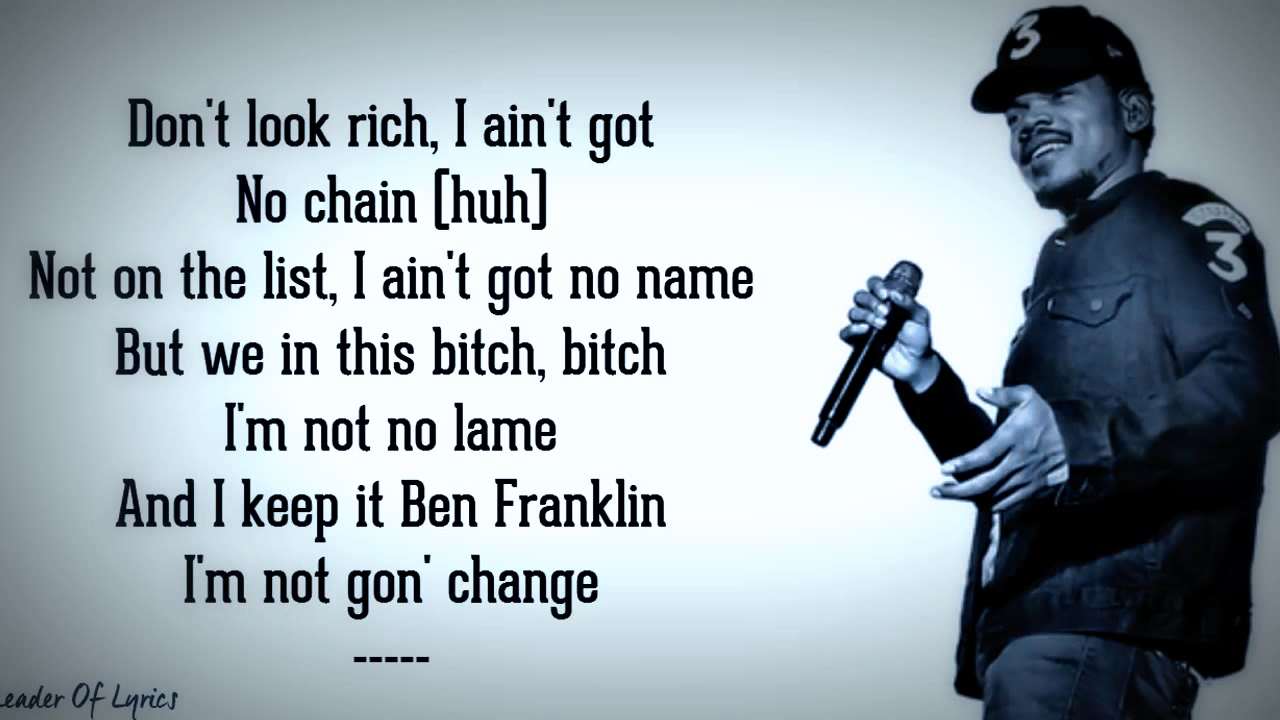 Don't look rich, I ain't got
No chain [huh]
Not on the list, I ain't got no name
But we in this bitch, bitch
I'm not no lame
And I keep it Ben Franklin
I'm not gon' change
-----
eader Of Lyrics
3
3